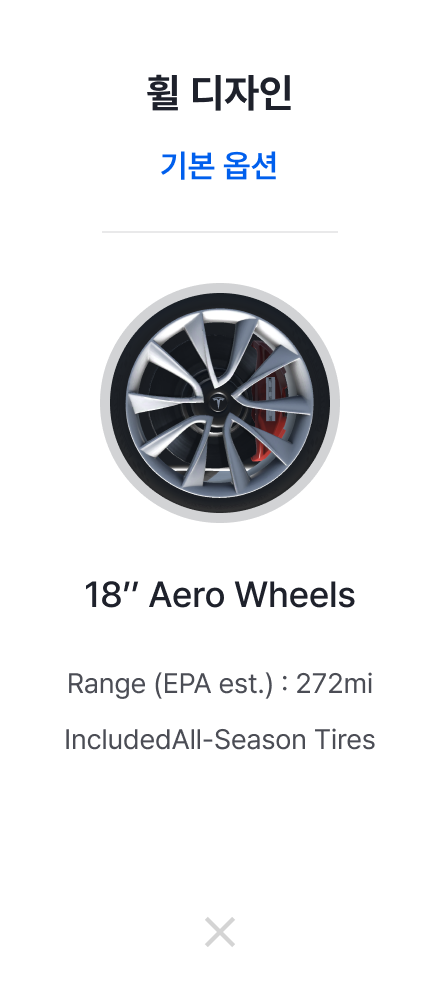 휠 디자인
기본 옵션
18′′ Aero Wheels
Range (EPA est.) : 272mi
IncludedAll-Season Tires